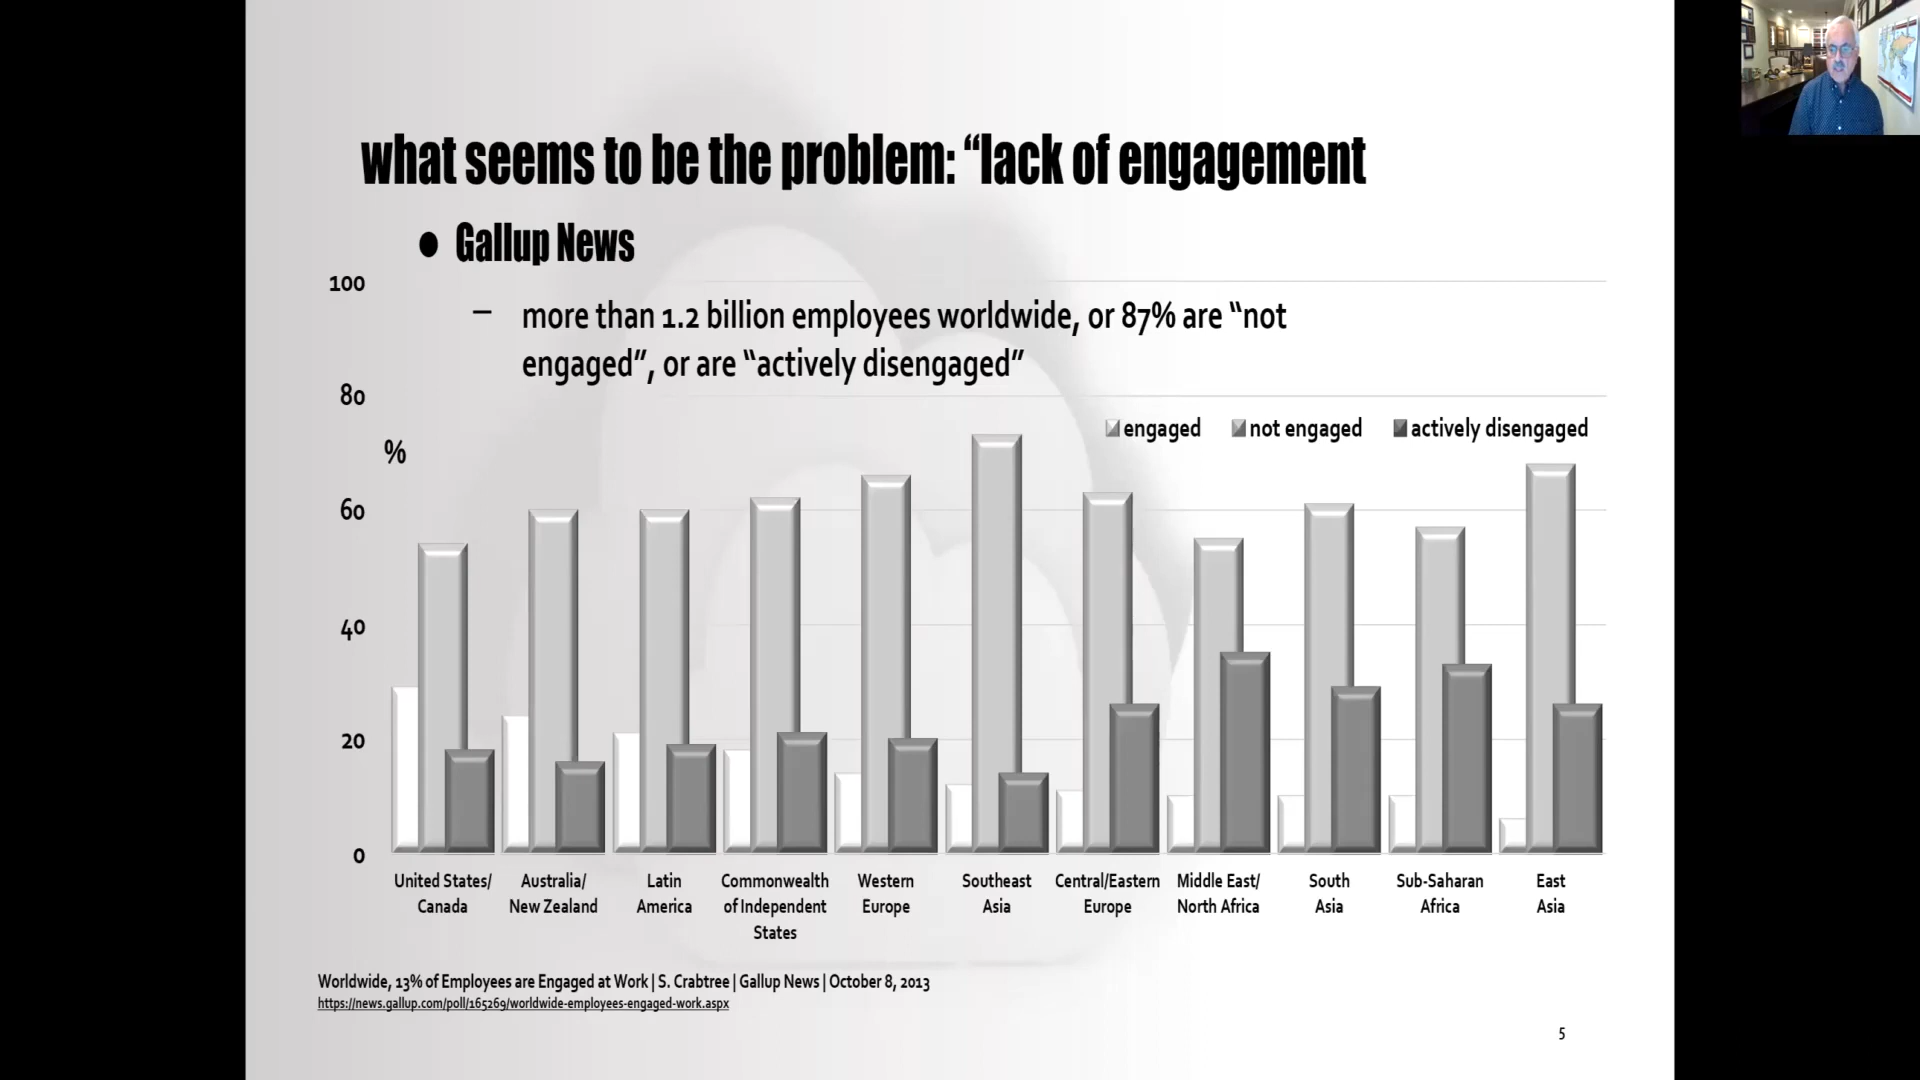 what seems to be the problem: “lack of engagement
● Gallup News
– more than 1.2 billion employees worldwide, or 87% are “not
engaged”, or are “actively disengaged”
100
80
%
60
40
20
0
engaged not engaged actively disengaged
United States/
Canada
Australia/
New Zealand
Latin
America
Commonwealth
of Independent
States
Western
Europe
Southeast
Asia
Central/Eastern
Europe
Middle East/
North Africa
South
Asia
Sub-Saharan
Africa
East
Asia
Worldwide, 13% of Employees are Engaged at Work | S. Crabtree | Gallup News | October 8, 2013
https://news.gallup.com/poll/165269/worldwide-employees-engaged-work.aspx
5